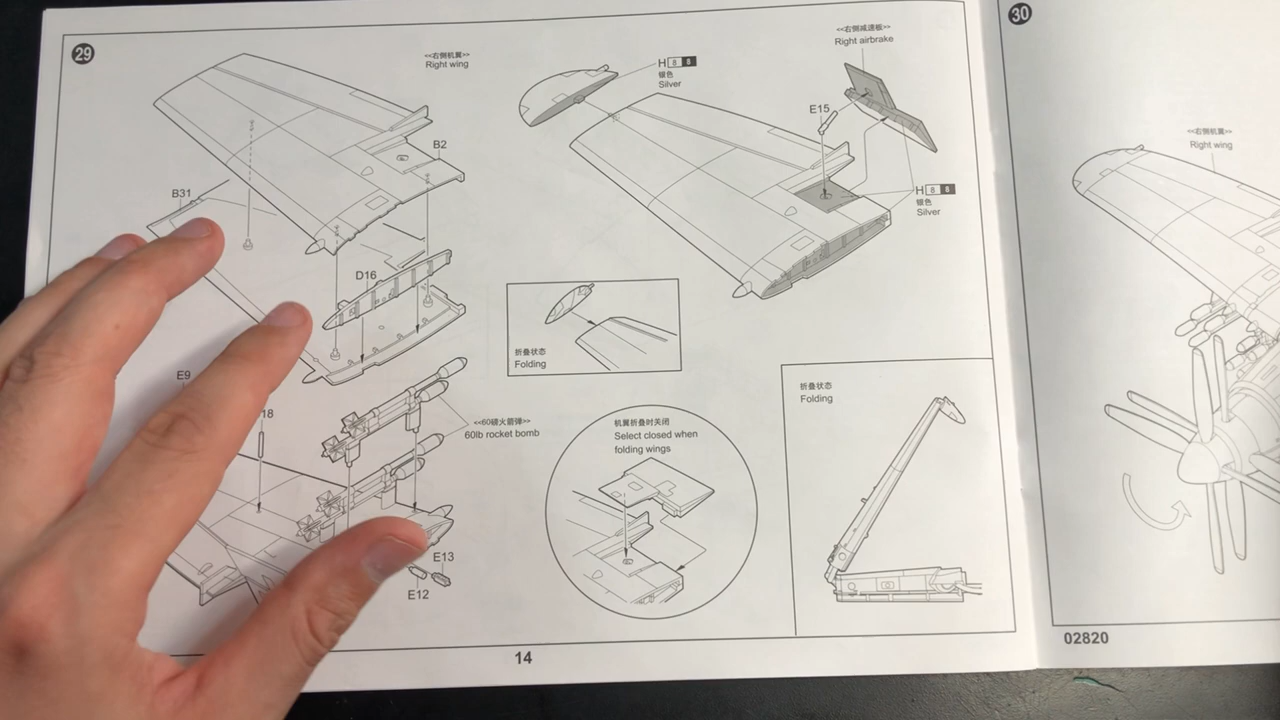 29
<<右侧机翼>>
Right wing
B2
B31
D16
E9
18
<<60磅火箭弹>>
60lb rocket bomb
E13
E12
H 8 8
银色
Silver
<<右侧减速板>>
Right airbrake
E15
H 8 8
银色
Silver
折叠状态
Folding
机翼折叠时关闭
Select closed when
folding wings
折叠状态
Folding
14
30
<<右侧机翼>>
Right wing
02820